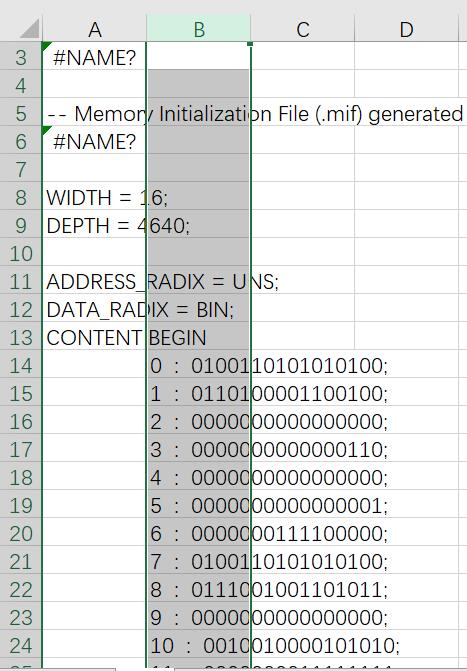 A B C D
3 #NAME?
4
5 -- Memory Initialization File (.mif) generated
6 #NAME?
7
8 WIDTH = 16;
9 DEPTH = 4640;
10
11 ADDRESS_RADIX = UNS;
12 DATA_RADIX = BIN;
13 CONTENT BEGIN
14 0 : 0100110101010100;
15 1 : 0110100001100100;
16 2 : 0000000000000000;
17 3 : 0000000000000110;
18 4 : 0000000000000000;
19 5 : 0000000000000001;
20 6 : 0000000111100000;
21 7 : 0100110101010100;
22 8 : 0111001001101011;
23 9 : 0000000000000000;
24 10 : 0010010000101010;